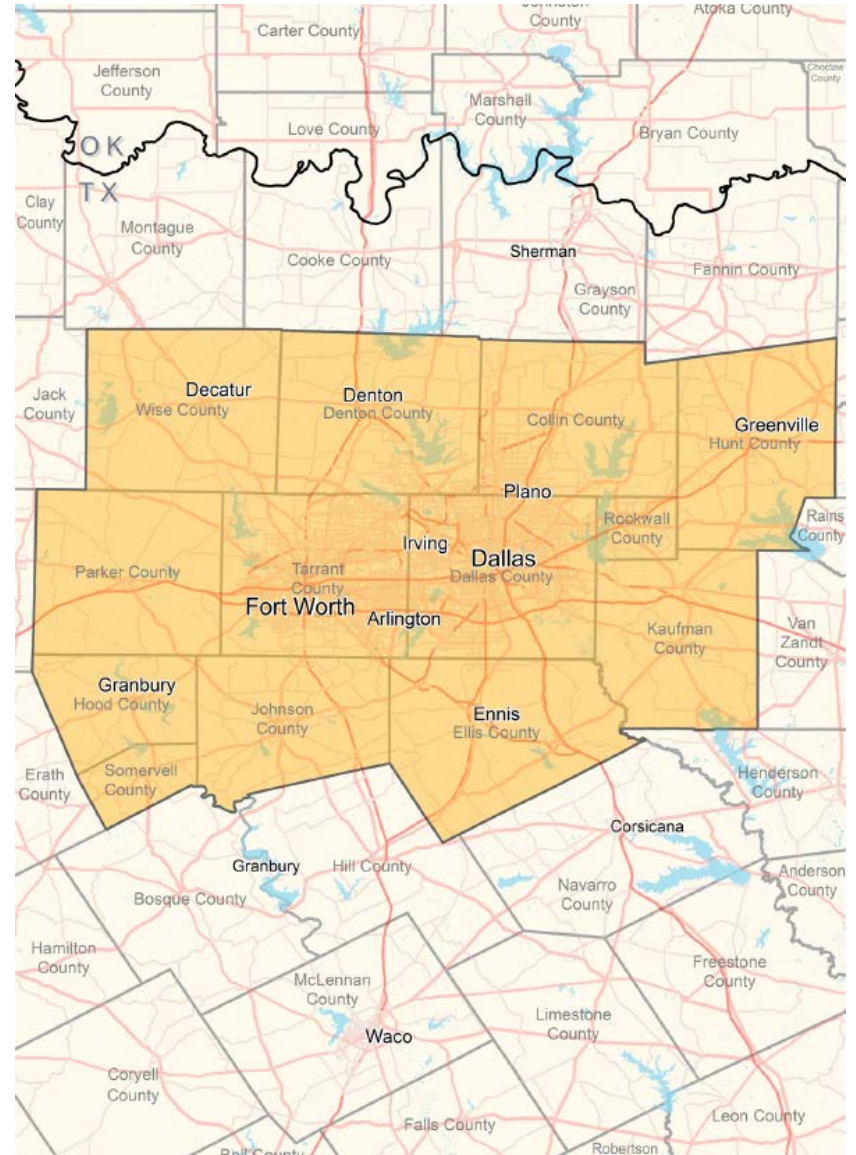 Carter County
County
Atoka County
Jefferson
County
Choctaw
County
Marshall
County
Love County
Bryan County
OK
TX
Clay
County
Montague
County
Cooke County
Sherman
Fannin County
Grayson
County
Jack
County
Decatur
Wise County
Denton
Denton County
Collin County
Greenville
Hunt County
Plano
Rockwall
County
Rains
County
Irving
Dallas
Dallas County
Parker County
Tarrant
County
Fort Worth
Arlington
Kaufman
County
Van
Zandt
County
Granbury
Hood County
Johnson
County
Ennis
Ellis County
Erath
County
Somervell
County
Henderson
County
Corsicana
Granbury
Hill County
Anderson
County
Bosque County
Navarro
County
Hamilton
County
Freestone
County
McLennan
County
Limestone
County
Waco
Coryell
County
Falls County
Leon County
Robertson